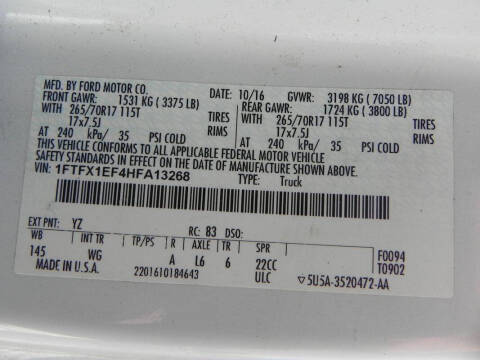 MFD. BY FORD MOTOR CO.
DATE: 10/16 GVWR: 3198 KG ( 7050 LB)
FRONT GAWR: 1531 KG ( 3375 LB) REAR GAWR: 1724 KG ( 3800 LB)
WITH 265/70R17 115T TIRES WITH 265/70R17 115T TIRES
17x7.5J RIMS 17x7.5J RIMS
AT 240 kPa/ 35 PSI COLD AT 240 kPa/ 35 PSI COLD
THIS VEHICLE CONFORMS TO ALL APPLICABLE FEDERAL MOTOR VEHICLE
SAFETY STANDARDS IN EFFECT ON THE DATE OF MANUFACTURE SHOWN ABOVE.
VIN: 1FTFX1EF4HFA13268 TYPE: Truck
EXT PNT: YZ RC: 83 DSO:
WB INT TR TP/PS R AXLE TR SPR F0094
145 WG A L6 6 22CC T0902
MADE IN U.S.A. 2201610184643 ULC ▽5U5A-3520472-AA